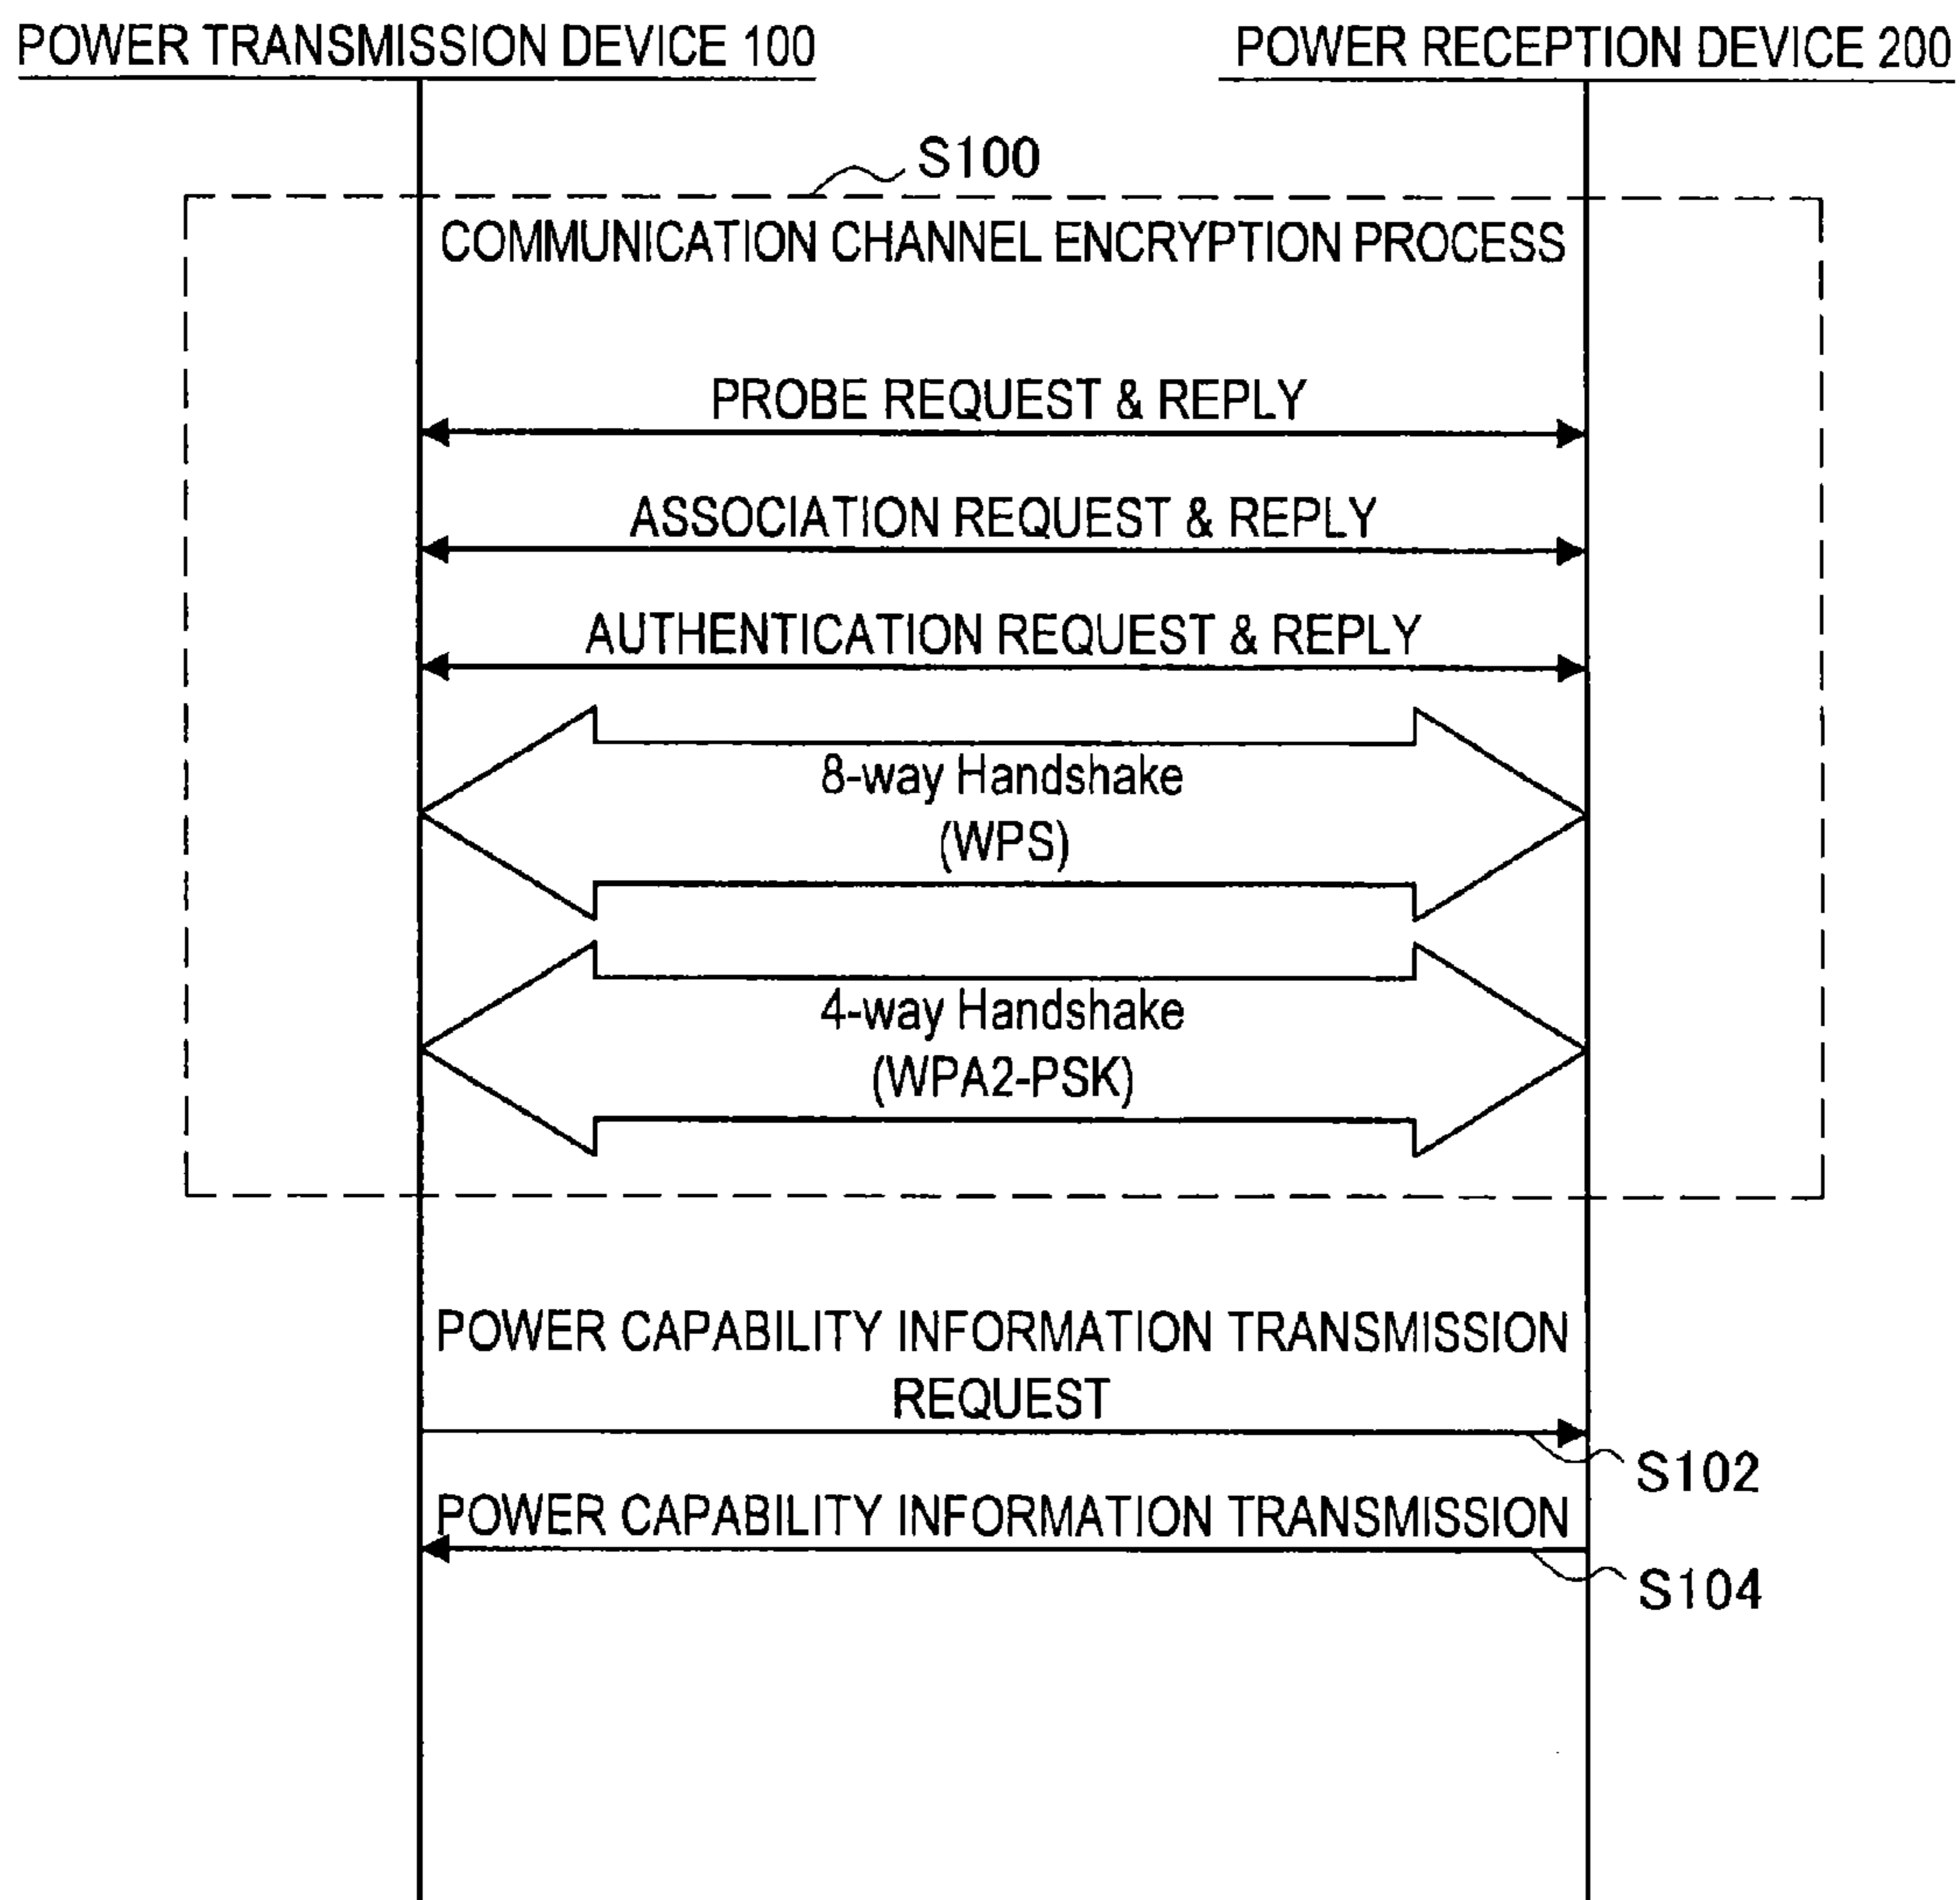 POWER TRANSMISSION DEVICE 100
POWER RECEPTION DEVICE 200
S100
COMMUNICATION CHANNEL ENCRYPTION PROCESS
PROBE REQUEST & REPLY
ASSOCIATION REQUEST & REPLY
AUTHENTICATION REQUEST & REPLY
8-way Handshake
(WPS)
4-way Handshake
(WPA2-PSK)
POWER CAPABILITY INFORMATION TRANSMISSION
REQUEST
S102
POWER CAPABILITY INFORMATION TRANSMISSION
S104